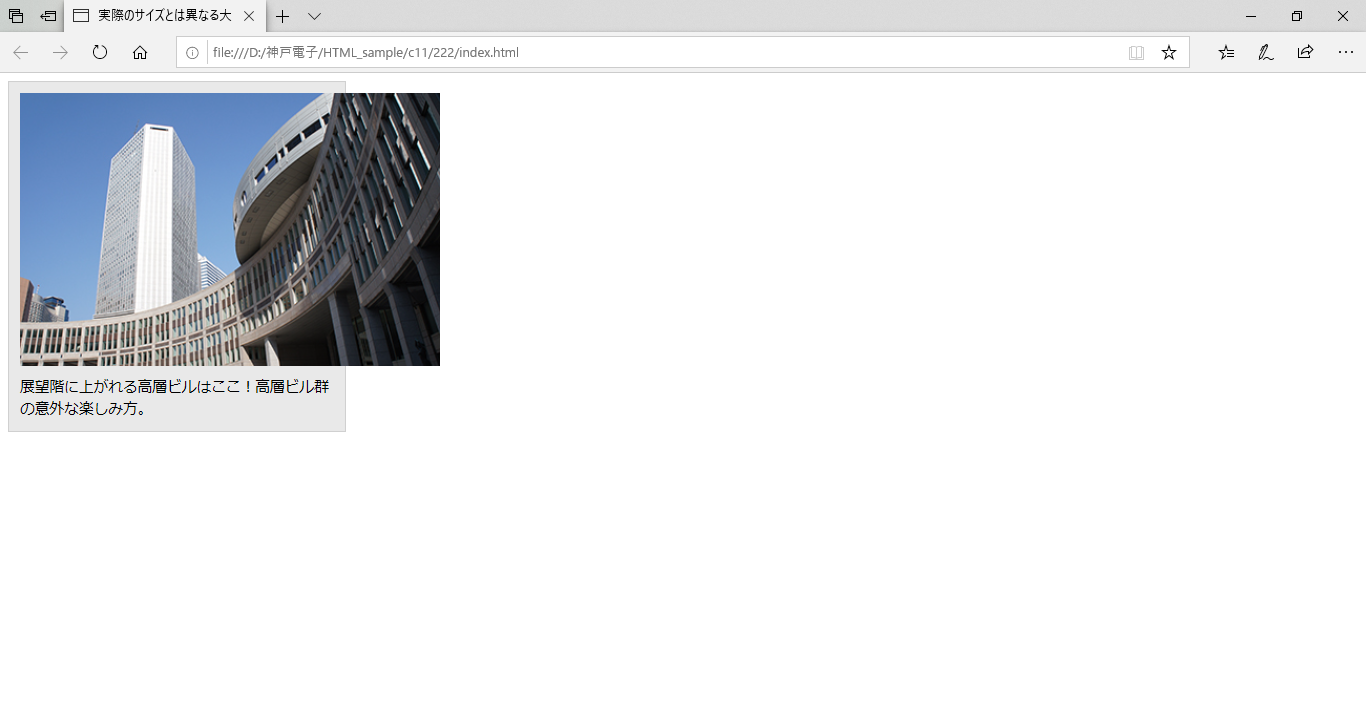 実際のサイズとは異なる大
file:///D:/神戸電子/HTML_sample/c11/222/index.html
展望階に上がれる高層ビルはここ！高層ビル群
の意外な楽しみ方。